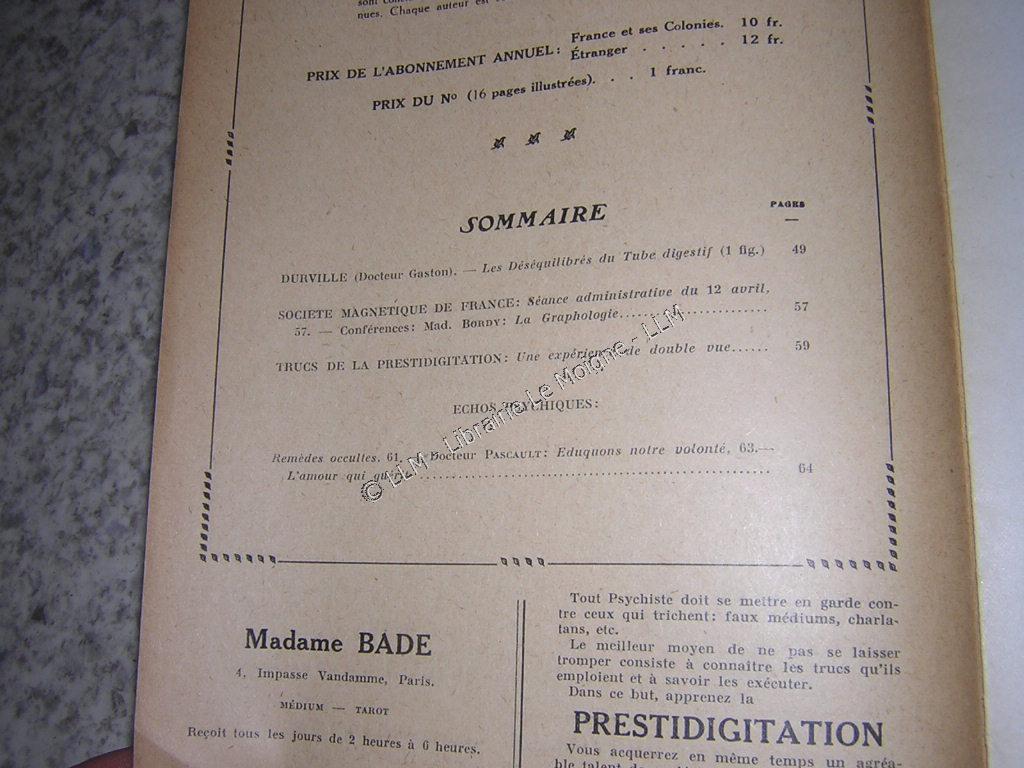 nues. Chaque auteur est
PRIX DE L'ABONNEMENT ANNUEL: France et ses Colonies. 10 fr.
Étranger . . . . . 12 fr.
PRIX DU No (16 pages illustrées). . . 1 franc.
SOMMAIRE
PAGES
DURVILLE (Docteur Gaston). — Les Déséquilibrés du Tube digestif (1 fig.) 49
SOCIETE MAGNETIQUE DE FRANCE: Séance administrative du 12 avril,
57. — Conférences: Mad. BORDY: La Graphologie........................ 57
TRUCS DE LA PRESTIDIGITATION: Une expérience de double vue...... 59
ECHOS PSYCHIQUES:
Remèdes occultes. 61. — Docteur PASCAULT: Eduquons notre volonté, 63.—
L'amour qui ........................................................ 64
© LLM - Librairie Le Moigne - LLM
Madame BADE
4, Impasse Vandamme, Paris.
MÉDIUM — TAROT
Reçoit tous les jours de 2 heures à 6 heures.
Tout Psychiste doit se mettre en garde con-
tre ceux qui trichent: faux médiums, charla-
tans, etc.
Le meilleur moyen de ne pas se laisser
tromper consiste à connaître les trucs qu'ils
emploient et à savoir les exécuter.
Dans ce but, apprenez la
PRESTIDIGITATION
Vous acquerrez en même temps un agréa-
ble talent de